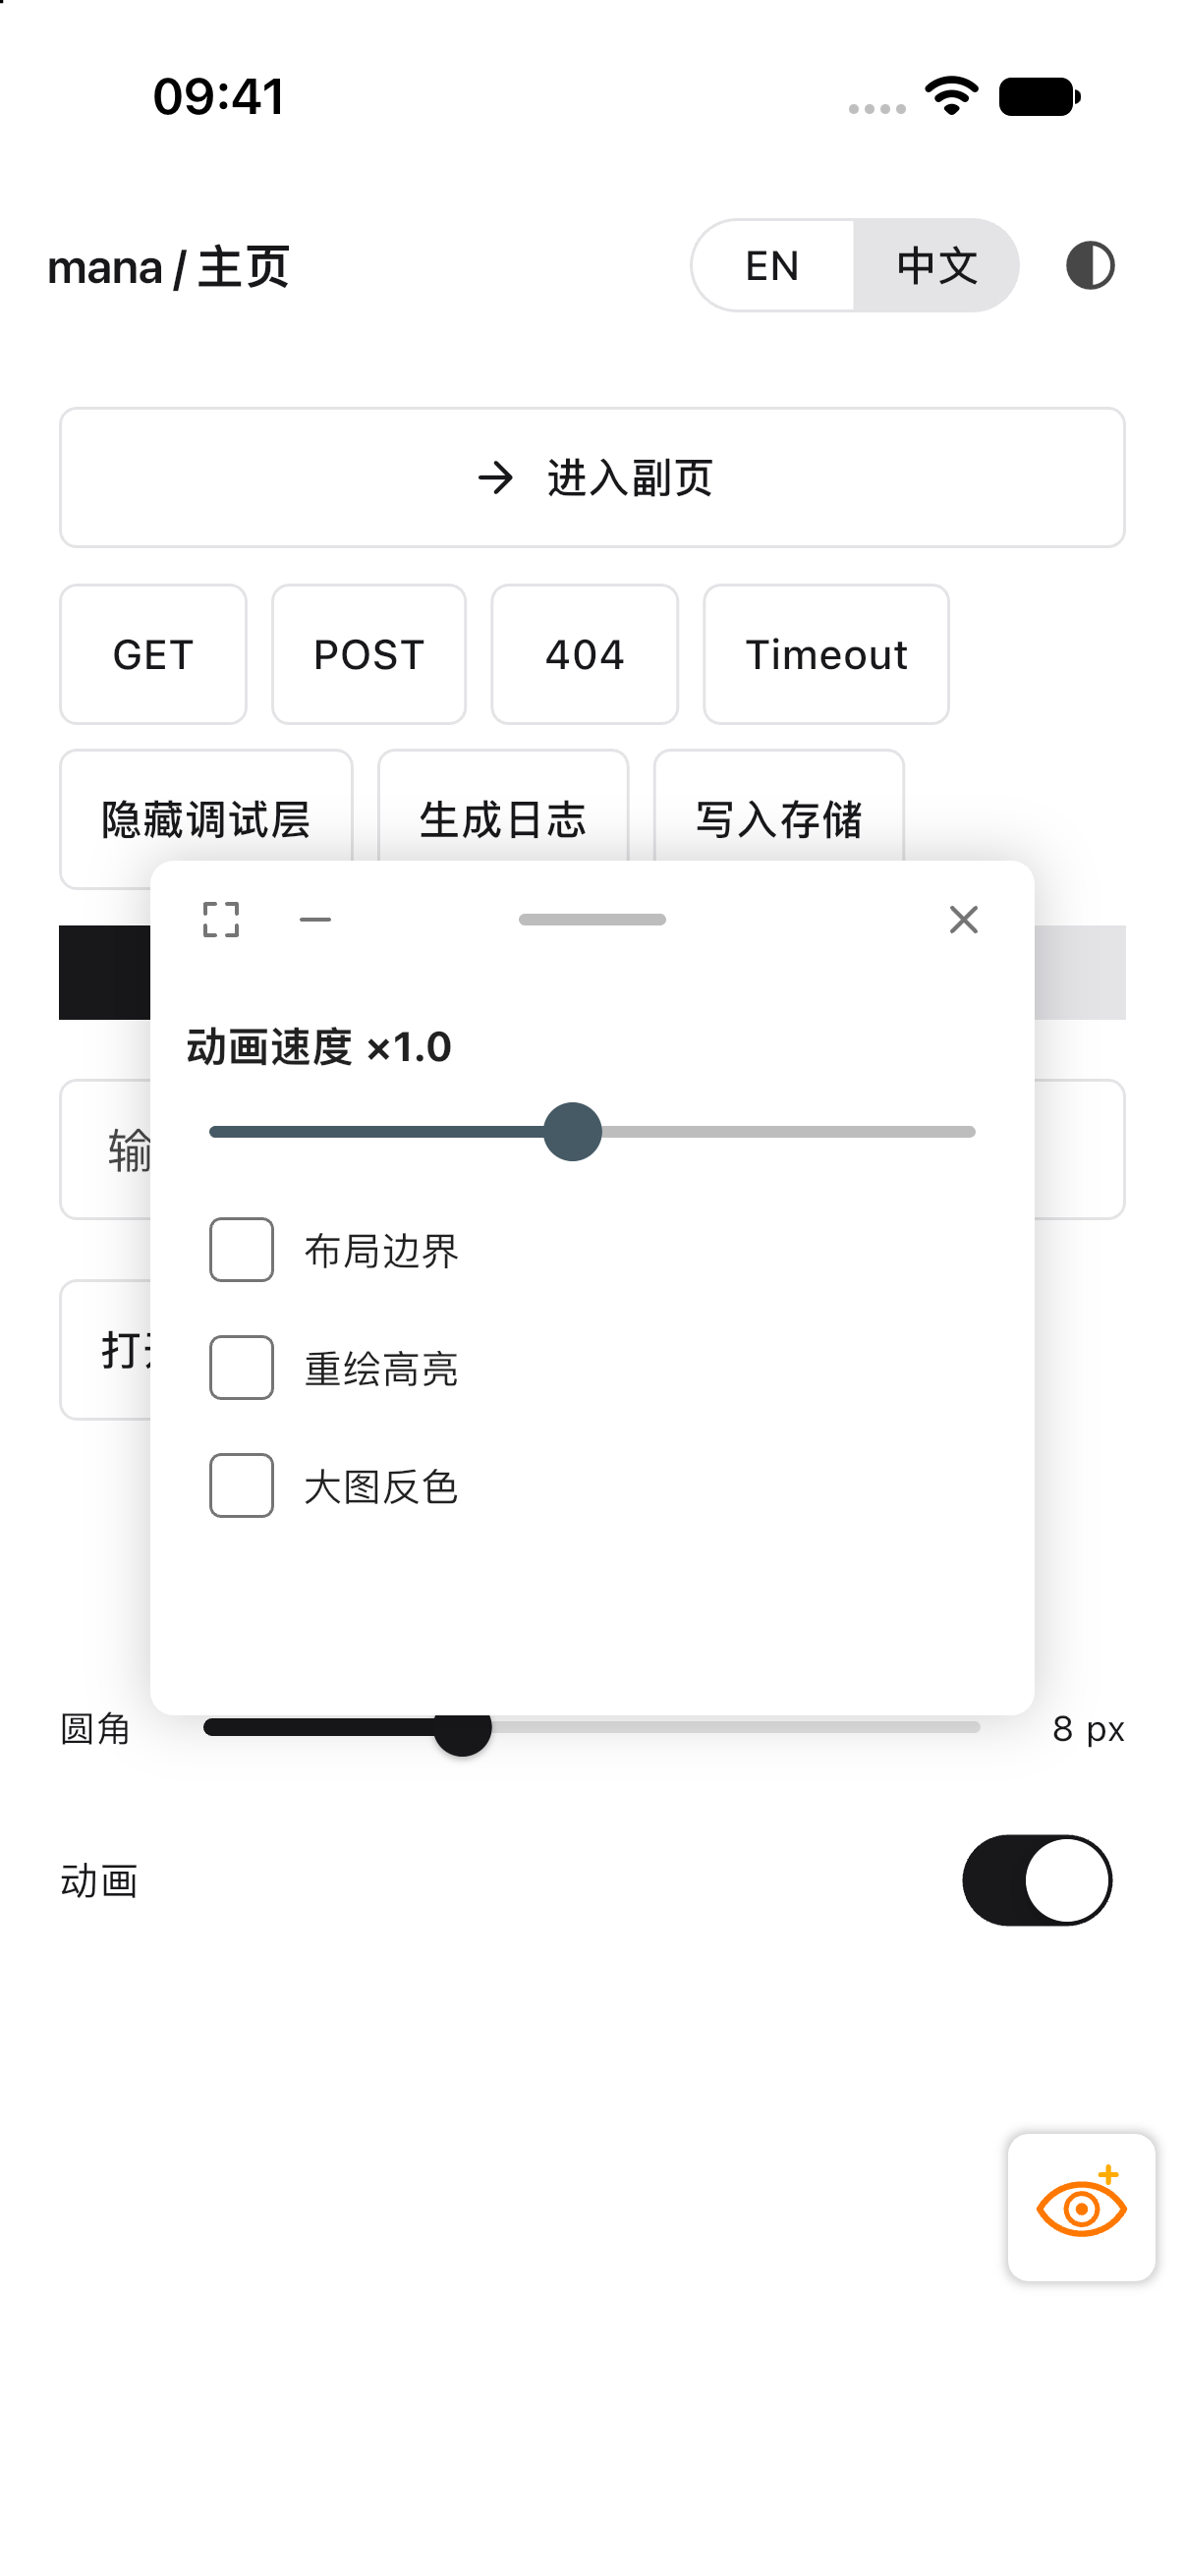 09:41
mana / 主页
EN 中文
进入副页
GET POST 404 Timeout
隐藏调试层 生成日志 写入存储
动画速度 ×1.0
输
布局边界
重绘高亮
打
大图反色
圆角 8 px
动画